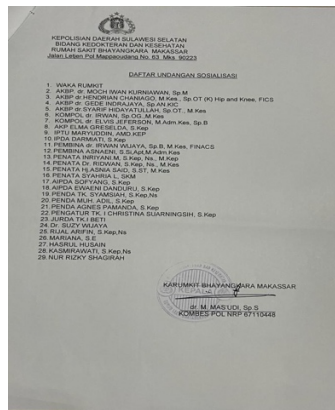 KEPOLISIAN DAERAH SULAWESI SELATAN
BIDANG KEDOKTERAN DAN KESEHATAN
RUMAH SAKIT BHAYANGKARA MAKASSAR
Jalan Letjen Pol Mappaoudang No. 63, Mks. 90223
DAFTAR UNDANGAN SOSIALISASI
1. WAKA RUMKIT
2. AKBP. dr. MOCH IWAN KURNIAWAN, Sp.M
3. AKBP dr.HENDRIAN CHANIAGO, M.Kes., Sp.OT (K) Hip and Knee, FICS
4. AKBP dr. GEDE INDRAJAYA, Sp.AN.KIC
5. AKBP dr SYARIF HIDAYATULLAH, Sp.OT., M.Kes
6. KOMPOL dr. IRWAN, Sp.OG.,M.Kes
7. KOMPOL dr. ELVIS JEFERSON, M.Adm.Kes, Sp.B
8. AKP ELMA GRESELDA, S.Kep
9. IPTU MARYUDDIN, AMD.KEP
10. IPDA DARMIATI, S.Kep
11. PEMBINA dr. IRWAN WIJAYA, Sp.B, M.Kes, FINACS
12. PEMBINA ASNAENI, S.Si,Apt,M.Adm.Kes
13. PENATA INRIYANI.M, S.Kep, Ns., M.Kep
14. PENATA Dr. RIDWAN, S.Kep, Ns., M.Kes
15. PENATA Hj.ASNIA SAID, S.ST, M.Kes
16. PENATA SYAHRIA L, SKM
17. AIPDA SOFYANG, S.Kep
18. AIPDA EWAENI DANDURU, S.Kep
19. PENDA TK. SYAMSIAH, S.Kep,Ns
20. PENDA MUH. ADIL, S.Kep
21. PENDA AGNES PAMANDA, S.Kep
22. PENGATUR TK. I CHRISTINA SUJARNINGSIH, S.Kep
23. JURDA TK.I BETI
24. Dr. SUZY WIJAYA
25. RIJAL ARIFIN, S.Kep,Ns
26. MARIANA, S.E
27. HASRUL HUSAIN
28. KASMIRAWATI, S.Kep,Ns
29. NUR RIZKY SHAGIRAH
KARUMKIT BHAYANGKARA MAKASSAR
dr. M. MAS'UDI, Sp.S
KOMBES POL NRP 67110448